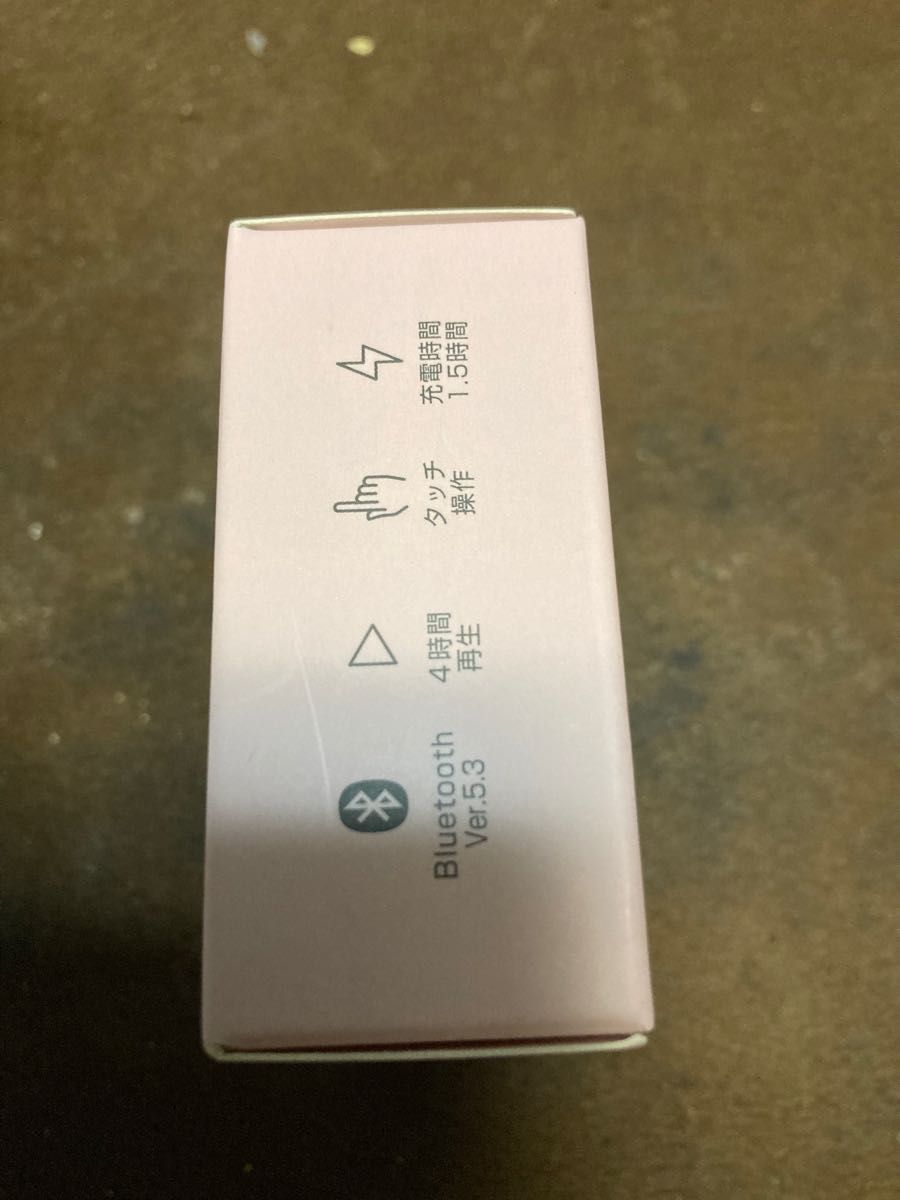 Bluetooth
Ver.5.3
4時間
再生
タッチ
操作
充電時間
1.5時間